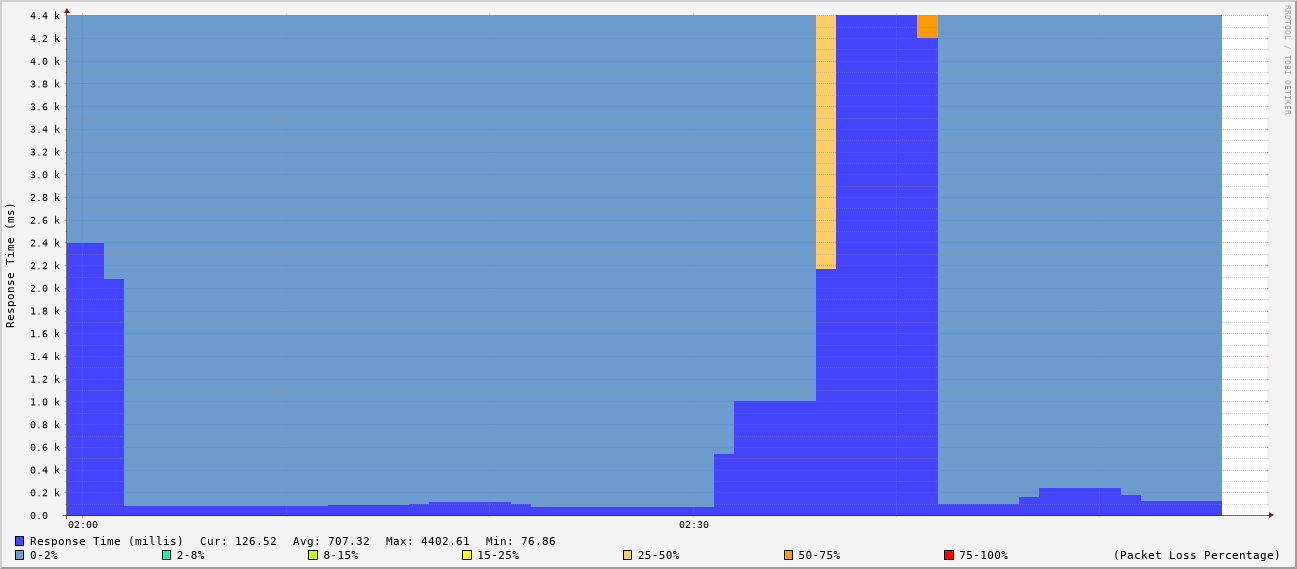 4.4 k
4.2 k
4.0 k
3.8 k
3.6 k
3.4 k
3.2 k
3.0 k
2.8 k
2.6 k
2.4 k
2.2 k
2.0 k
1.8 k
1.6 k
1.4 k
1.2 k
1.0 k
0.8 k
0.6 k
0.4 k
0.2 k
0.0
Response Time (ms)
RRDTOOL / TOBI OETIKER
02:00 02:30
Response Time (millis) Cur: 126.52 Avg: 707.32 Max: 4402.61 Min: 76.86
0-2% 2-8% 8-15% 15-25% 25-50% 50-75% 75-100% (Packet Loss Percentage)